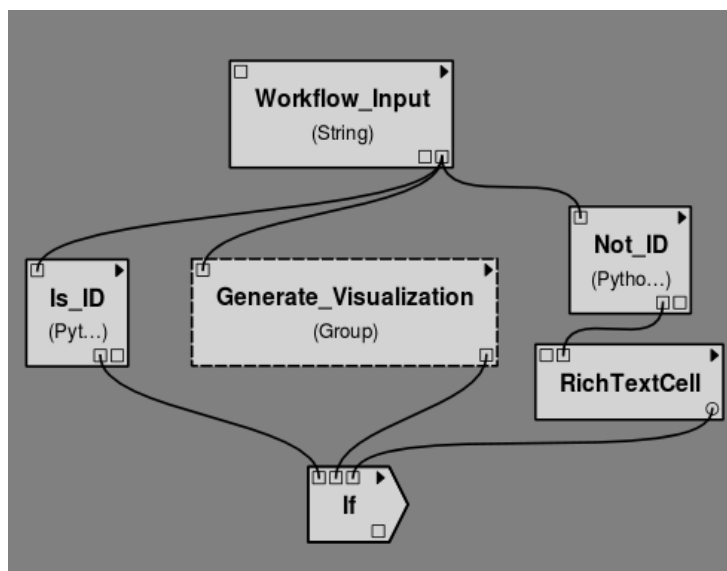 Workflow_Input
(String)
Is_ID
(Pyt...)
Generate_Visualization
(Group)
Not_ID
(Pytho...)
RichTextCell
If